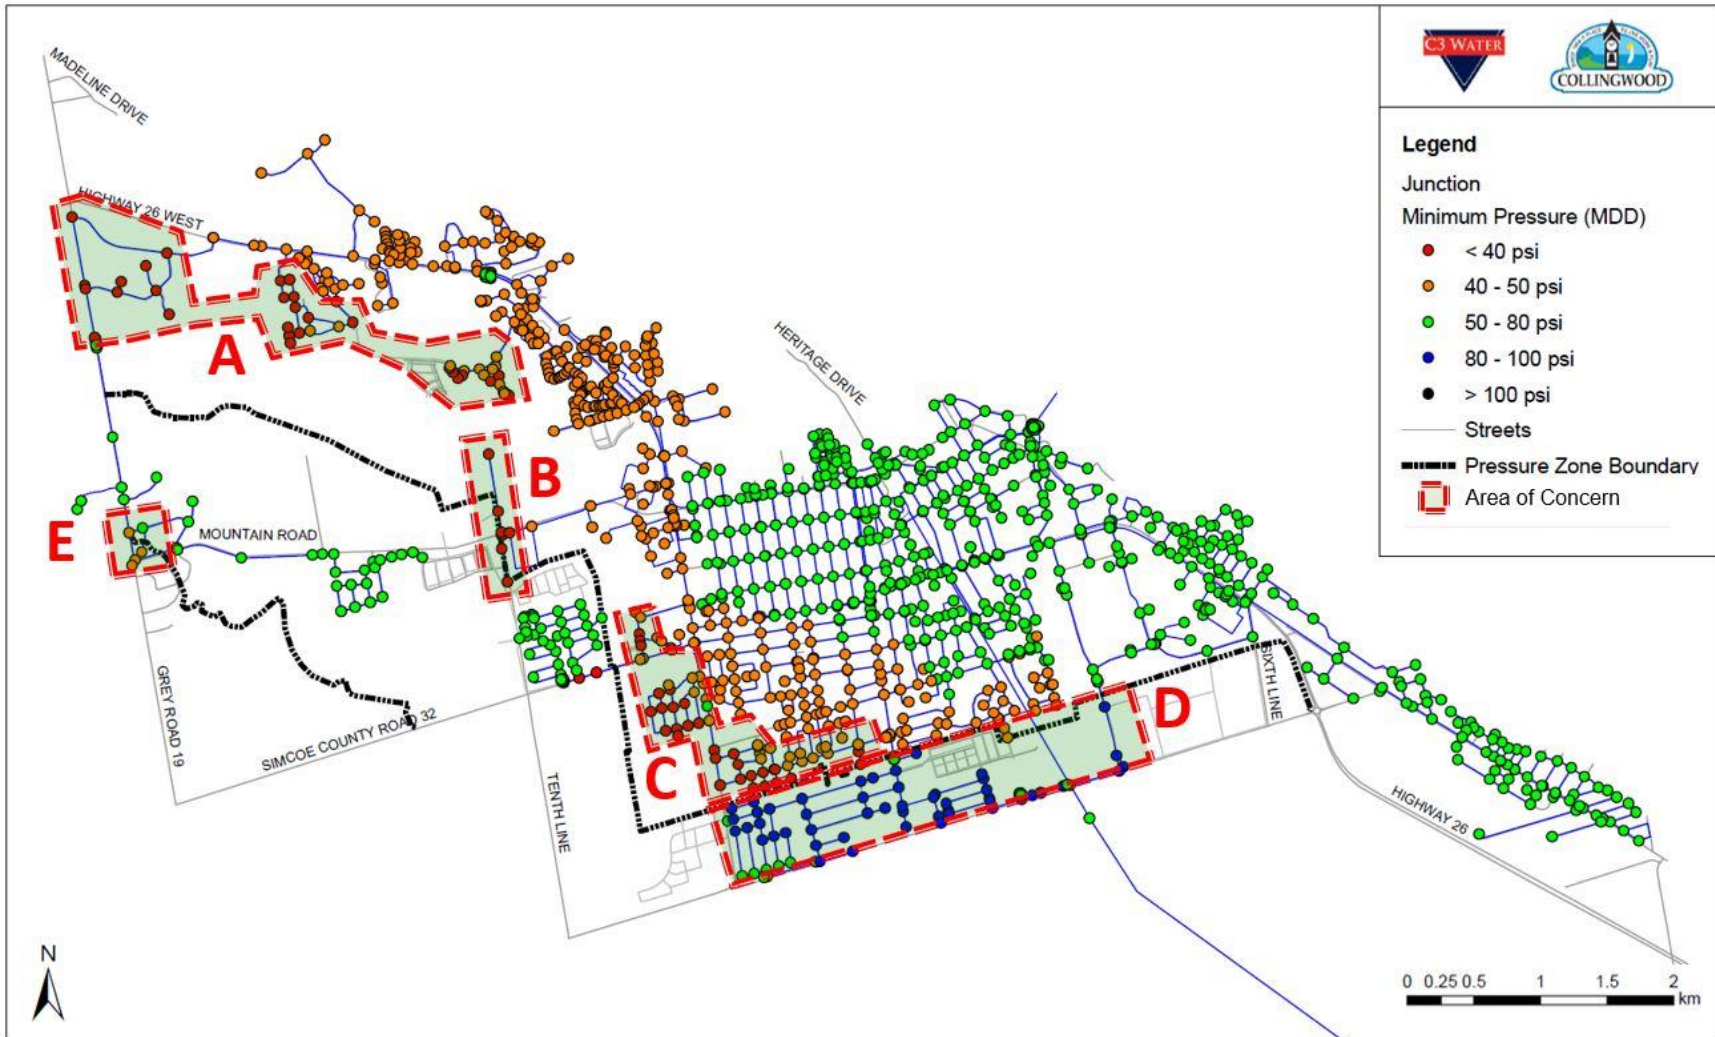 MADELINE DRIVE
HIGHWAY 26 WEST
A
B
HERITAGE DRIVE
E
MOUNTAIN ROAD
GREY ROAD 19
SIMCOE COUNTY ROAD 32
TENTH LINE
C
D
SIXTH LINE
HIGHWAY 26
N
C3 WATER
COLLINGWOOD
Legend
Junction
Minimum Pressure (MDD)
< 40 psi
40 - 50 psi
50 - 80 psi
80 - 100 psi
> 100 psi
Streets
Pressure Zone Boundary
Area of Concern
0 0.25 0.5 1 1.5 2
km